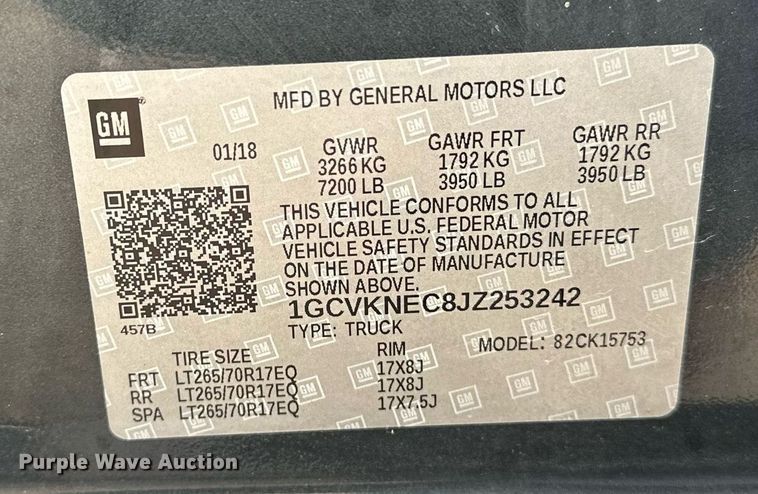 GM
MFD BY GENERAL MOTORS LLC
01/18
GVWR GAWR FRT GAWR RR
3266 KG 1792 KG 1792 KG
7200 LB 3950 LB 3950 LB
THIS VEHICLE CONFORMS TO ALL
APPLICABLE U.S. FEDERAL MOTOR
VEHICLE SAFETY STANDARDS IN EFFECT
ON THE DATE OF MANUFACTURE
SHOWN ABOVE.
1GCVKNEC8JZ253242
457B
TYPE: TRUCK
MODEL: 82CK15753
TIRE SIZE RIM
FRT LT265/70R17EQ 17X8J
RR LT265/70R17EQ 17X8J
SPA LT265/70R17EQ 17X7.5J
Purple Wave Auction